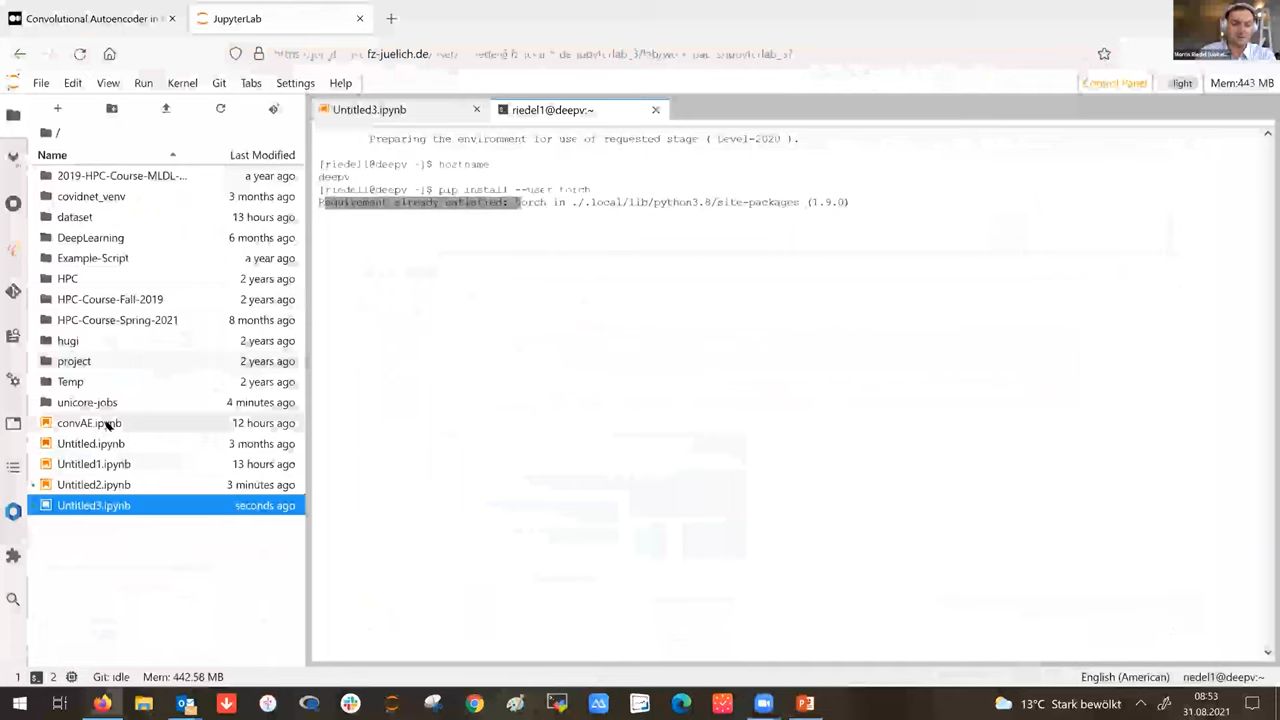 Convolutional Autoencoder in
JupyterLab
fz-juelich.de
File Edit View Run Kernel Git Tabs Settings Help
Control Panel
light
Mem:443 MB
Untitled3.ipynb
riedel1@deepv:~
/
Name
Last Modified
2019-HPC-Course-MLDL-... a year ago
covidnet_venv 3 months ago
dataset 13 hours ago
DeepLearning 6 months ago
Example-Script a year ago
HPC 2 years ago
HPC-Course-Fall-2019 2 years ago
HPC-Course-Spring-2021 8 months ago
hugi 2 years ago
project 2 years ago
Temp 2 years ago
unicore-jobs 4 minutes ago
convAE.ipynb 12 hours ago
Untitled.ipynb 3 months ago
Untitled1.ipynb 13 hours ago
Untitled2.ipynb 3 minutes ago
Untitled3.ipynb seconds ago
Preparing the environment for use of requested stage ( Devel-2020 ).
[riedel1@deepv ~]$ hostname
deepv
[riedel1@deepv ~]$ pip install --user torch
Requirement already satisfied: torch in ./.local/lib/python3.8/site-packages (1.9.0)
1 2 Git: idle Mem: 442.58 MB
English (American) riedel1@deepv:~
13°C Stark bewölkt
08:53
31.08.2021